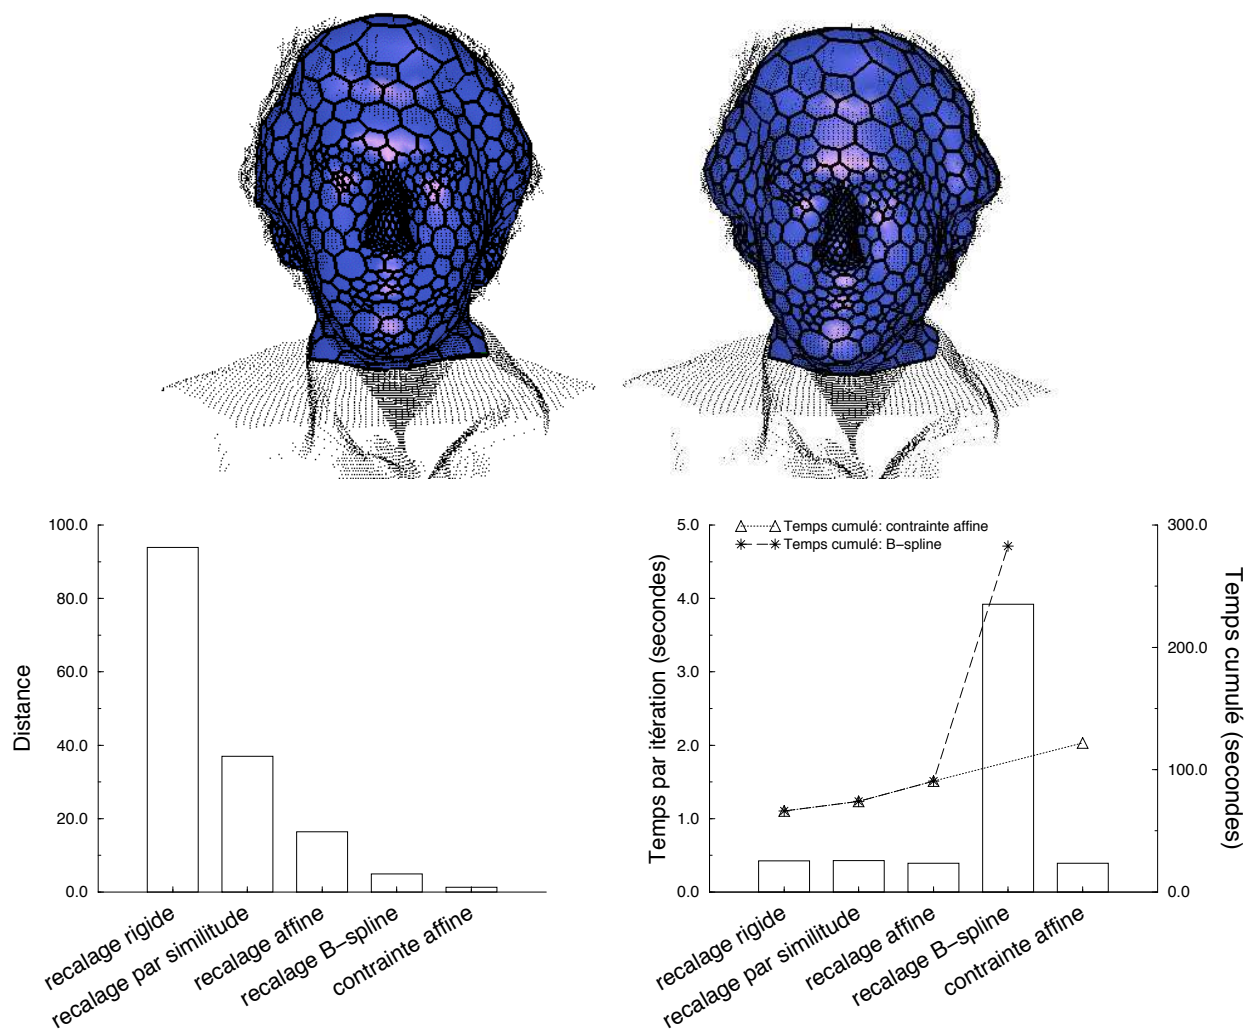 100.0
80.0
60.0
40.0
20.0
0.0
Distance
recalage rigide
recalage par similitude
recalage affine
recalage B−spline
contrainte affine
5.0
4.0
3.0
2.0
1.0
0.0
Temps par itération (secondes)
Temps cumulé: contrainte affine
Temps cumulé: B−spline
300.0
200.0
100.0
0.0
Temps cumulé (secondes)
recalage rigide
recalage par similitude
recalage affine
recalage B−spline
contrainte affine